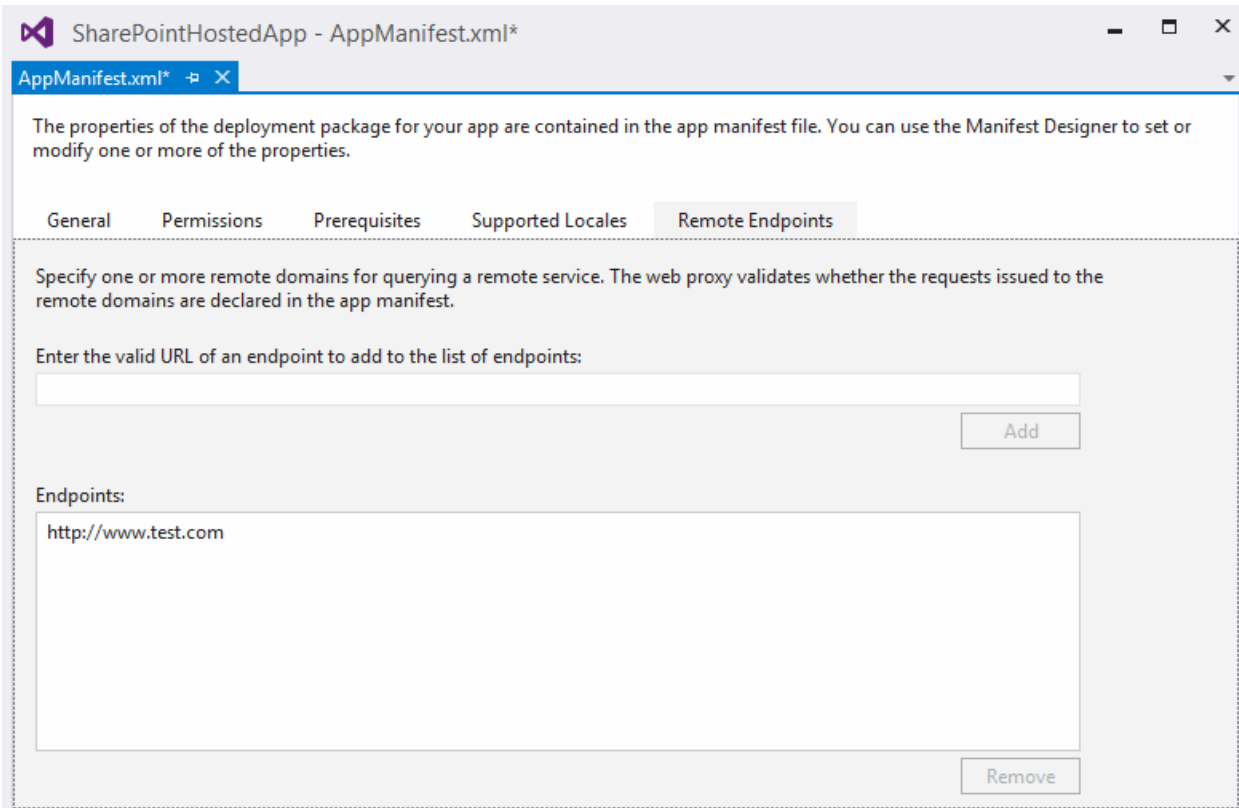 SharePointHostedApp - AppManifest.xml*
AppManifest.xml*
The properties of the deployment package for your app are contained in the app manifest file. You can use the Manifest Designer to set or
modify one or more of the properties.
General Permissions Prerequisites Supported Locales Remote Endpoints
Specify one or more remote domains for querying a remote service. The web proxy validates whether the requests issued to the
remote domains are declared in the app manifest.
Enter the valid URL of an endpoint to add to the list of endpoints:
Add
Endpoints:
http://www.test.com
Remove